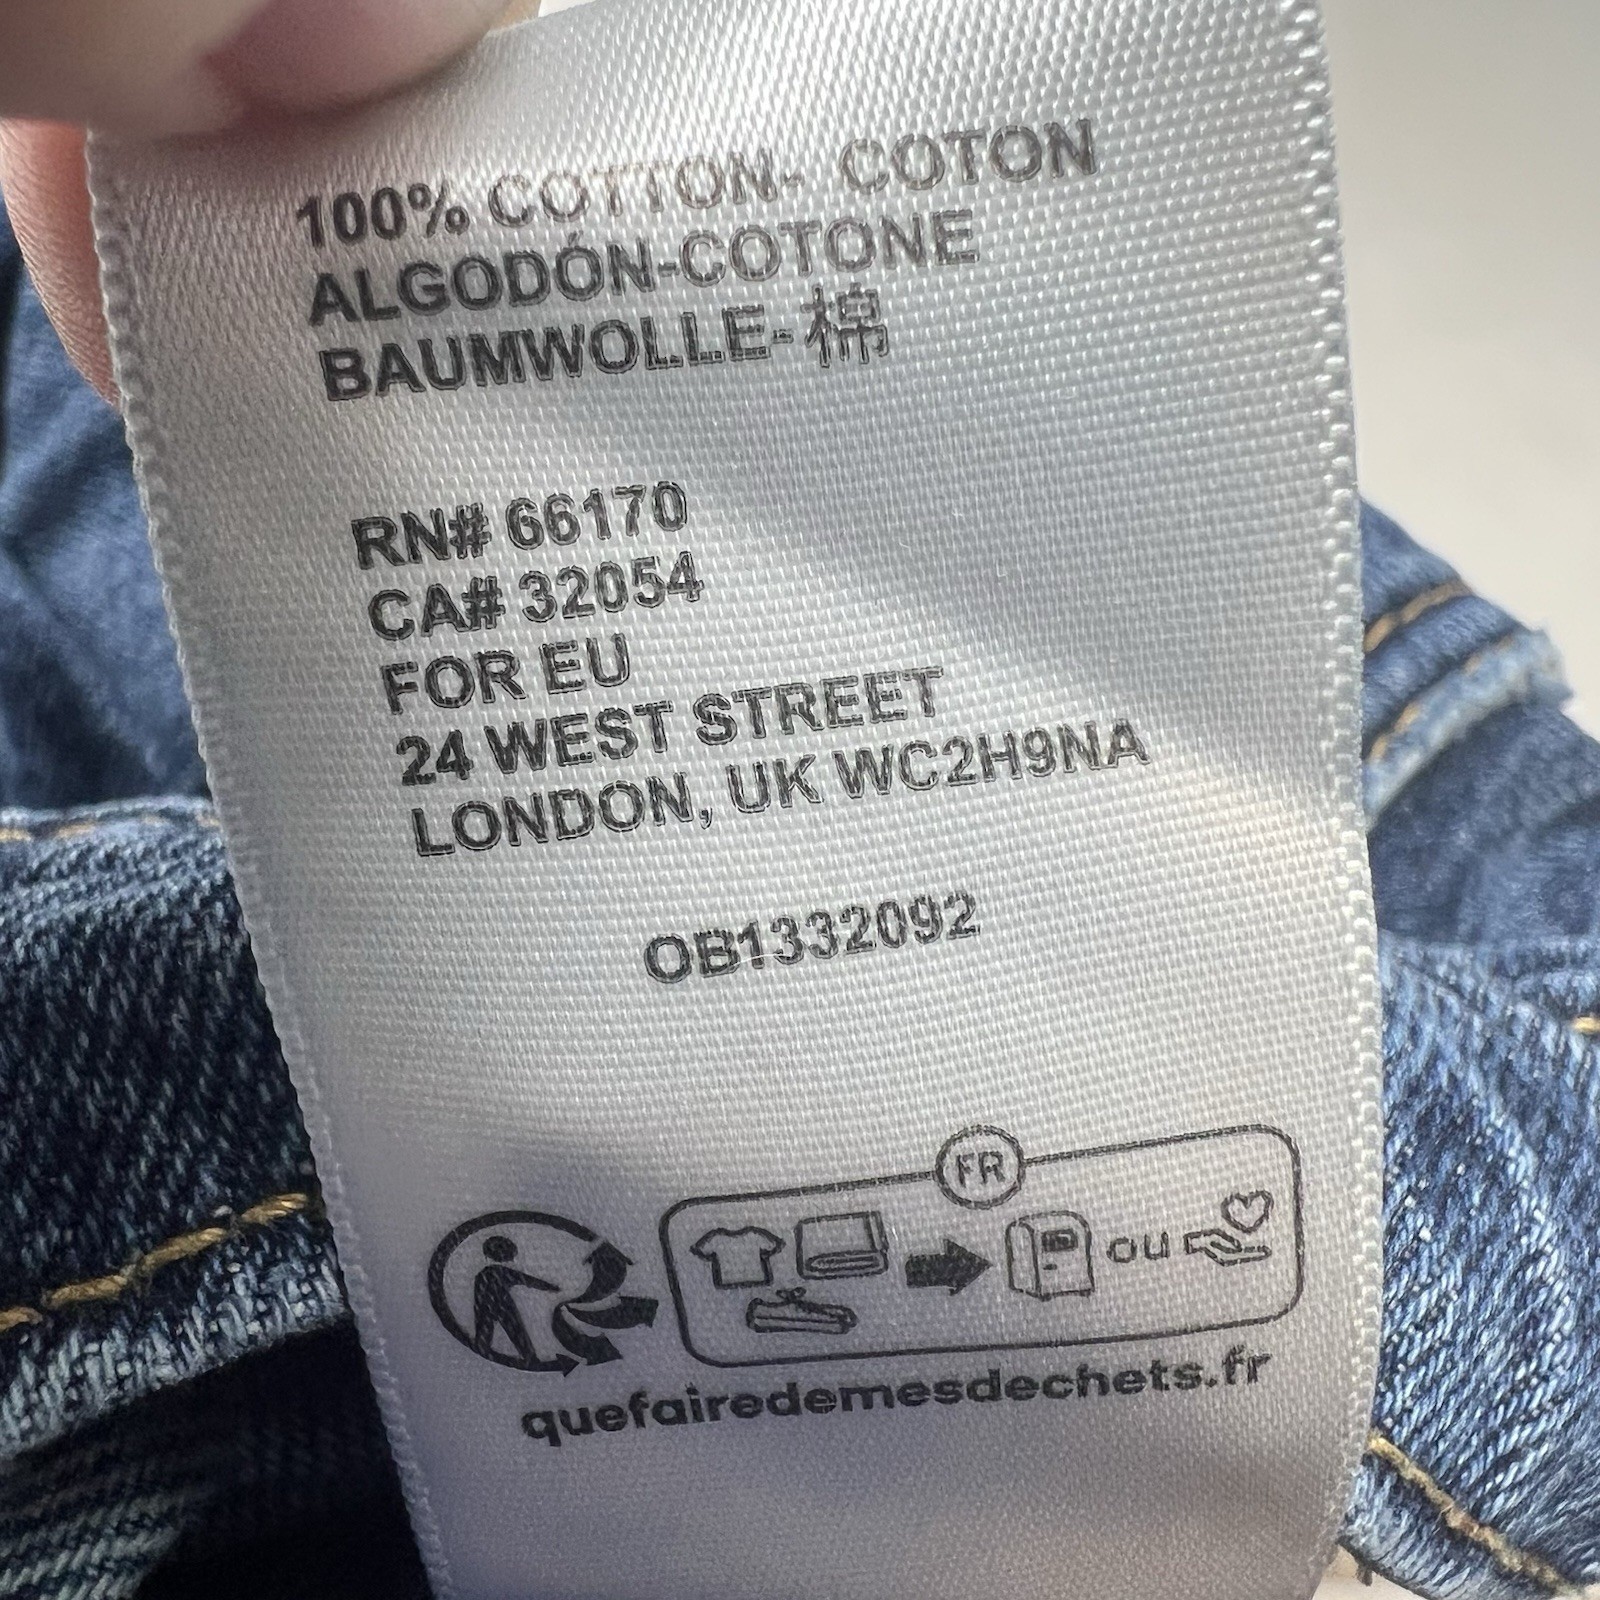 100% COTTON- COTON
ALGODÓN-COTONE
BAUMWOLLE-棉
RN# 66170
CA# 32054
FOR EU
24 WEST STREET
LONDON, UK WC2H9NA
OB1332092
FR
ou
quefairedemesdechets.fr